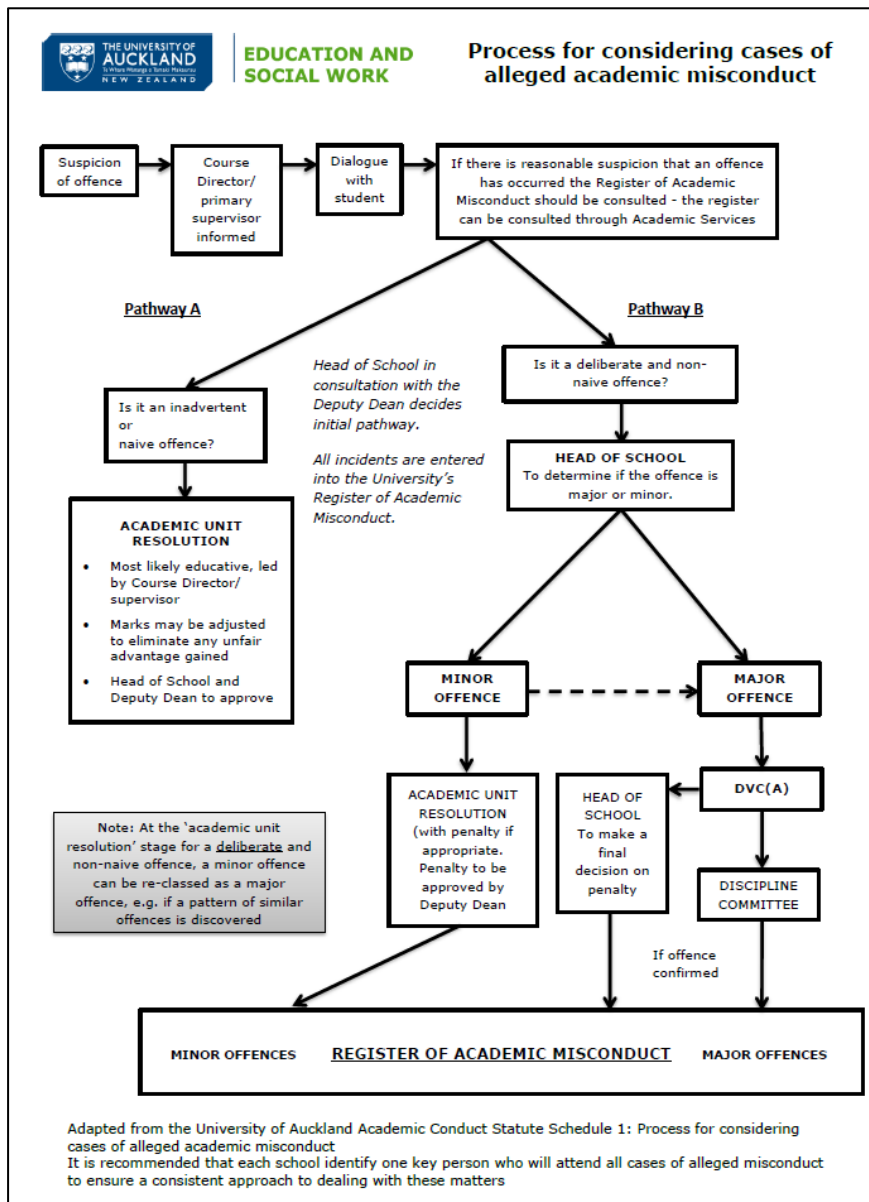 THE UNIVERSITY OF
AUCKLAND
Te Whare Wānanga o Tāmaki Makaurau
NEW ZEALAND
EDUCATION AND
SOCIAL WORK
Process for considering cases of
alleged academic misconduct
Suspicion
of offence
Course
Director/
primary
supervisor
informed
Dialogue
with
student
If there is reasonable suspicion that an offence
has occurred the Register of Academic
Misconduct should be consulted - the register
can be consulted through Academic Services
Pathway A
Pathway B
Is it an inadvertent
or
naive offence?
Head of School in
consultation with the
Deputy Dean decides
initial pathway.
All incidents are entered
into the University's
Register of Academic
Misconduct.
Is it a deliberate and non-
naive offence?
HEAD OF SCHOOL
To determine if the offence is
major or minor.
ACADEMIC UNIT
RESOLUTION
• Most likely educative, led
by Course Director/
supervisor
• Marks may be adjusted
to eliminate any unfair
advantage gained
• Head of School and
Deputy Dean to approve
MINOR
OFFENCE
MAJOR
OFFENCE
Note: At the ‘academic unit
resolution’ stage for a deliberate and
non-naive offence, a minor offence
can be re-classed as a major
offence, e.g. if a pattern of similar
offences is discovered
ACADEMIC UNIT
RESOLUTION
(with penalty if
appropriate.
Penalty to be
approved by
Deputy Dean
HEAD OF
SCHOOL
To make a
final
decision on
penalty
DVC(A)
DISCIPLINE
COMMITTEE
If offence
confirmed
MINOR OFFENCES REGISTER OF ACADEMIC MISCONDUCT MAJOR OFFENCES
Adapted from the University of Auckland Academic Conduct Statute Schedule 1: Process for considering
cases of alleged academic misconduct
It is recommended that each school identify one key person who will attend all cases of alleged misconduct
to ensure a consistent approach to dealing with these matters